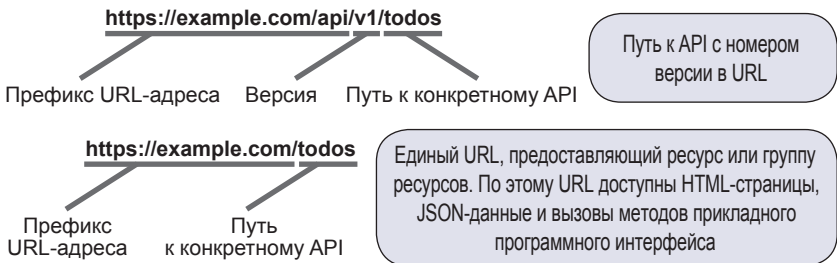 https://example.com/api/v1/todos
Префикс URL-адреса
Версия
Путь к конкретному API
Путь к API с номером
версии в URL
https://example.com/todos
Префикс
URL-адреса
Путь
к конкретному API
Единый URL, предоставляющий ресурс или группу
ресурсов. По этому URL доступны HTML-страницы,
JSON-данные и вызовы методов прикладного
программного интерфейса